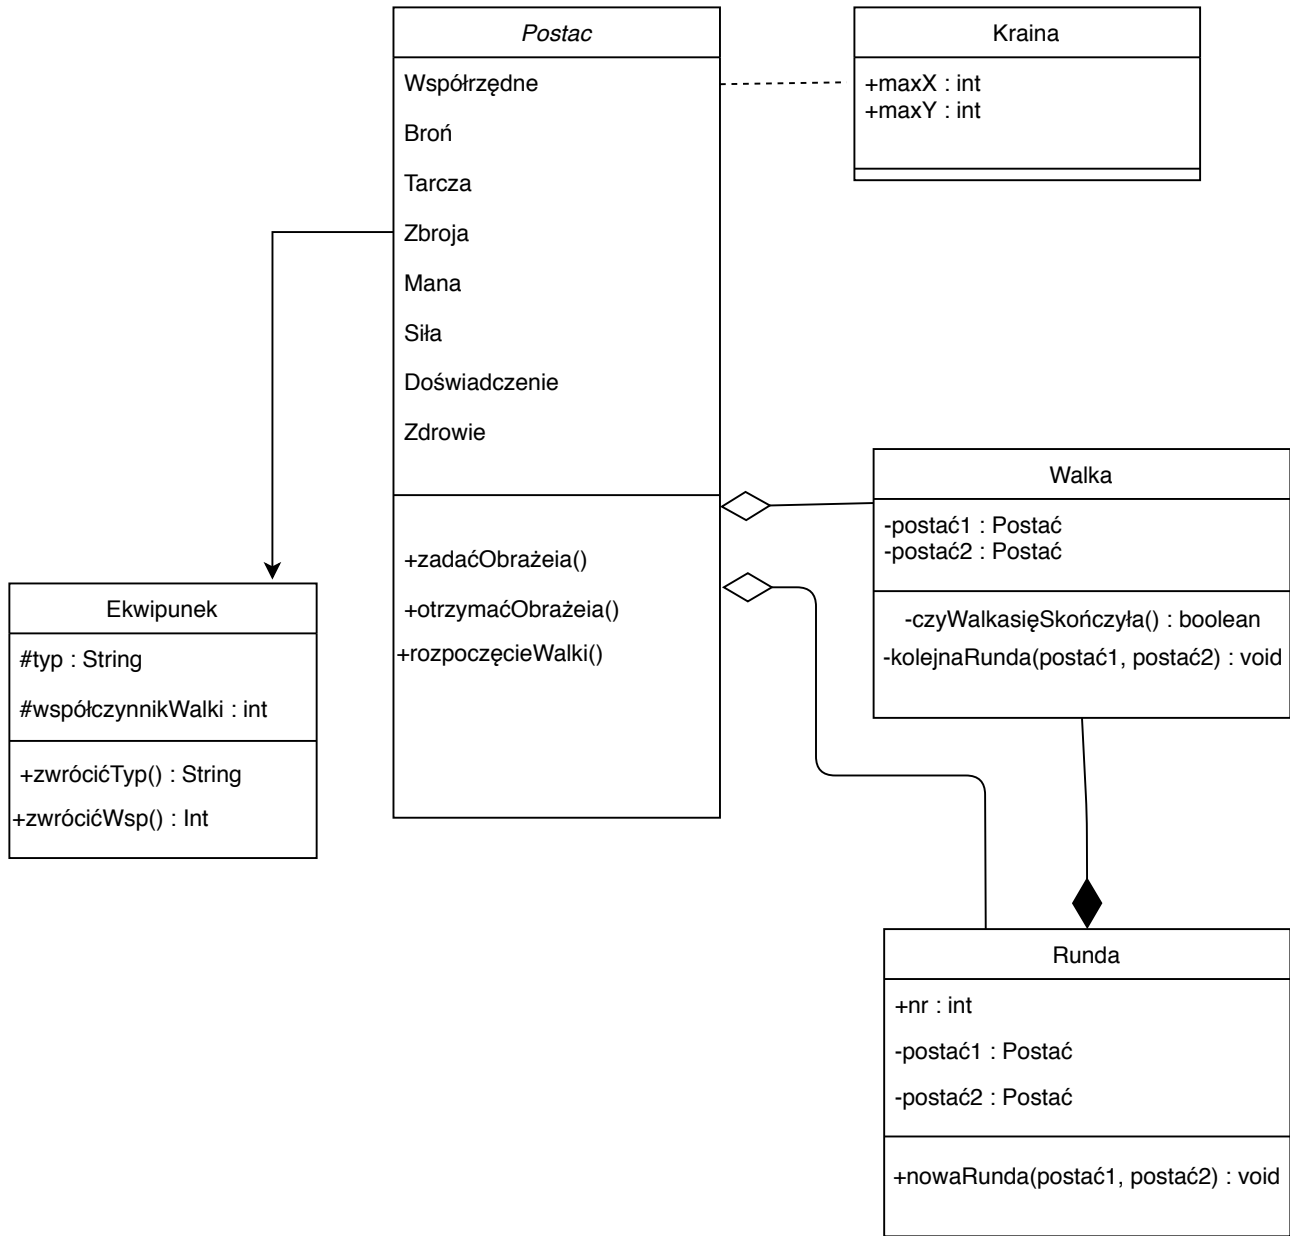 Postac
Współrzędne
Broń
Tarcza
Zbroja
Mana
Siła
Doświadczenie
Zdrowie
+zadaćObrażeia()
+otrzymaćObrażeia()
+rozpoczęcieWalki()
Kraina
+maxX : int
+maxY : int
Ekwipunek
#typ : String
#współczynnikWalki : int
+zwrócićTyp() : String
+zwrócićWsp() : Int
Walka
-postać1 : Postać
-postać2 : Postać
-czyWalkasięSkończyła() : boolean
-kolejnaRunda(postać1, postać2) : void
Runda
+nr : int
-postać1 : Postać
-postać2 : Postać
+nowaRunda(postać1, postać2) : void